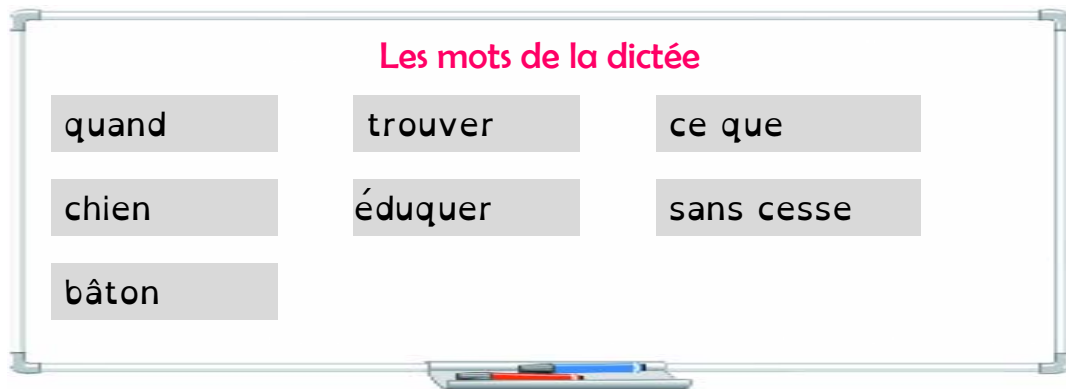 Les mots de la dictée
quand trouver ce que
chien éduquer sans cesse
bâton